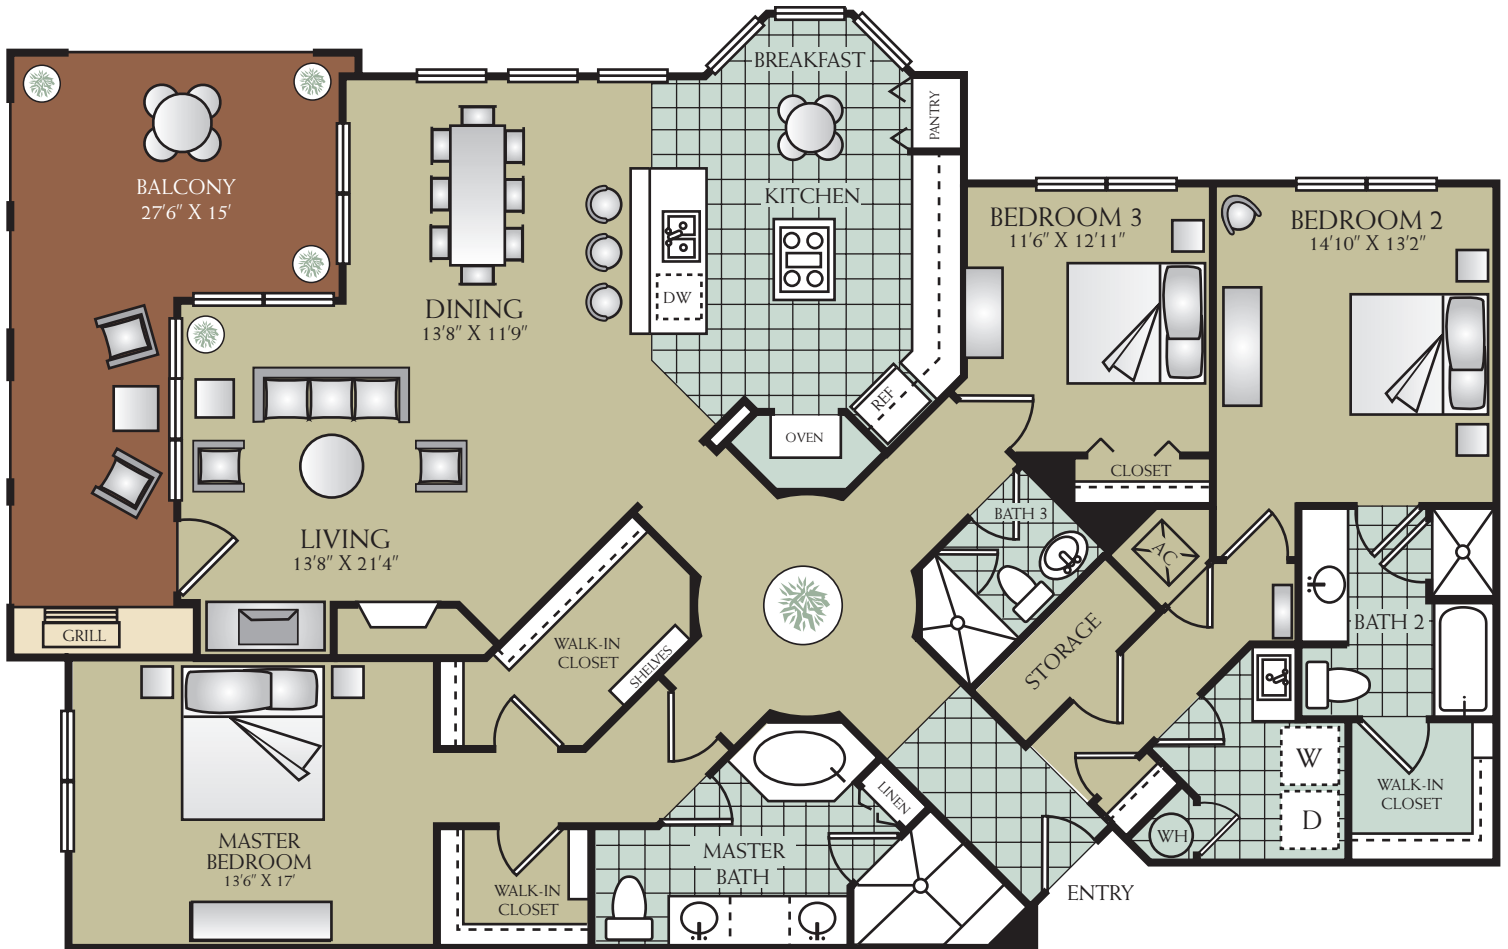 BREAKFAST
PANTRY
BALCONY
27'6" X 15'
KITCHEN
BEDROOM 3
11'6" X 12'11"
BEDROOM 2
14'10" X 13'2"
DW
DINING
13'8" X 11'9"
REF
OVEN
CLOSET
BATH 3
LIVING
13'8" X 21'4"
AC
GRILL
WALK-IN
CLOSET
SHELVES
STORAGE
BATH 2
W
D
WALK-IN
CLOSET
LINEN
WH
MASTER
BEDROOM
13'6" X 17'
MASTER
BATH
WALK-IN
CLOSET
ENTRY